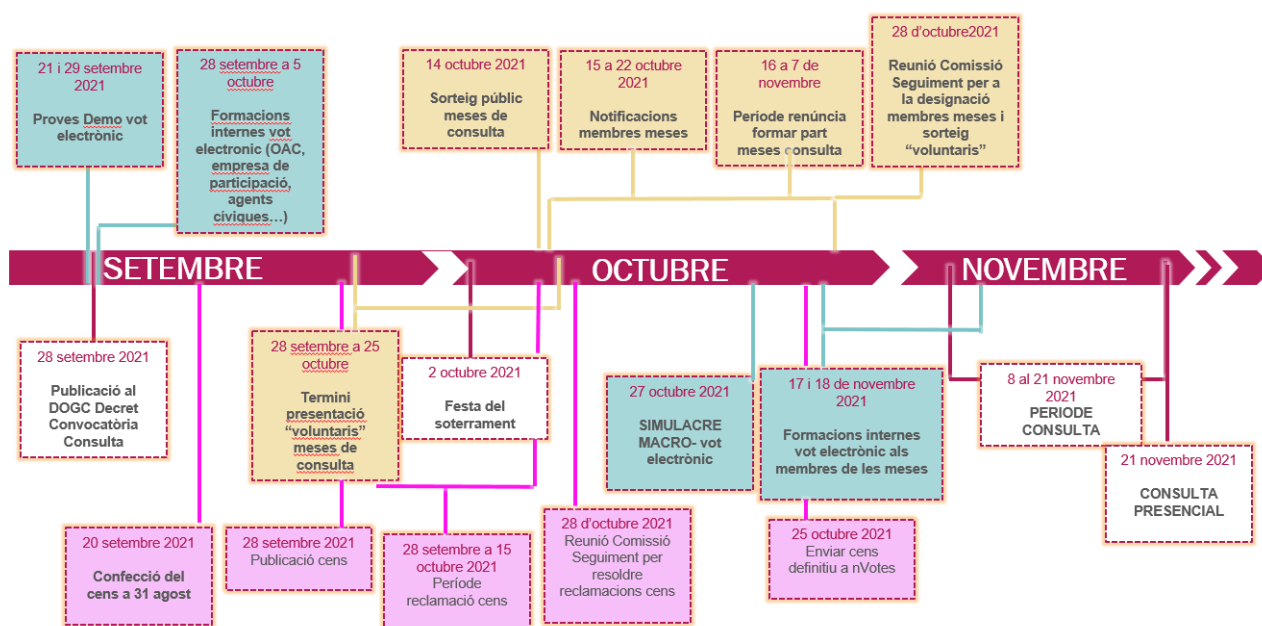 21 i 29 setembre
2021
Proves Demo vot
electrònic
28 setembre a 5
octubre
Formacions
internes vot
electronic (OAC,
empresa de
participació,
agents
cíviques…)
14 octubre 2021
Sorteig públic
meses de
consulta
15 a 22 octubre
2021
Notificacions
membres meses
16 a 7 de
novembre
Període renúncia
formar part
meses consulta
28 d'octubre2021
Reunió Comissió
Seguiment per a
la designació
membres meses i
sorteig
“voluntaris”
SETEMBRE
OCTUBRE
NOVEMBRE
28 setembre 2021
Publicació al
DOGC Decret
Convocatòria
Consulta
28 setembre a 25
octubre
Termini
presentació
“voluntaris”
meses de
consulta
2 octubre 2021
Festa del
soterrament
27 octubre 2021
SIMULACRE
MACRO- vot
electrònic
17 i 18 de novembre
2021
Formacions internes
vot electrònic als
membres de les meses
8 al 21 novembre
2021
PERIODE
CONSULTA
21 novembre 2021
CONSULTA
PRESENCIAL
20 setembre 2021
Confecció del
cens a 31 agost
28 setembre 2021
Publicació cens
28 setembre a 15
octubre 2021
Període
reclamació cens
28 d'octubre 2021
Reunió Comissió
Seguiment per
resoldre
reclamacions cens
25 octubre 2021
Enviar cens
definitiu a nVotes